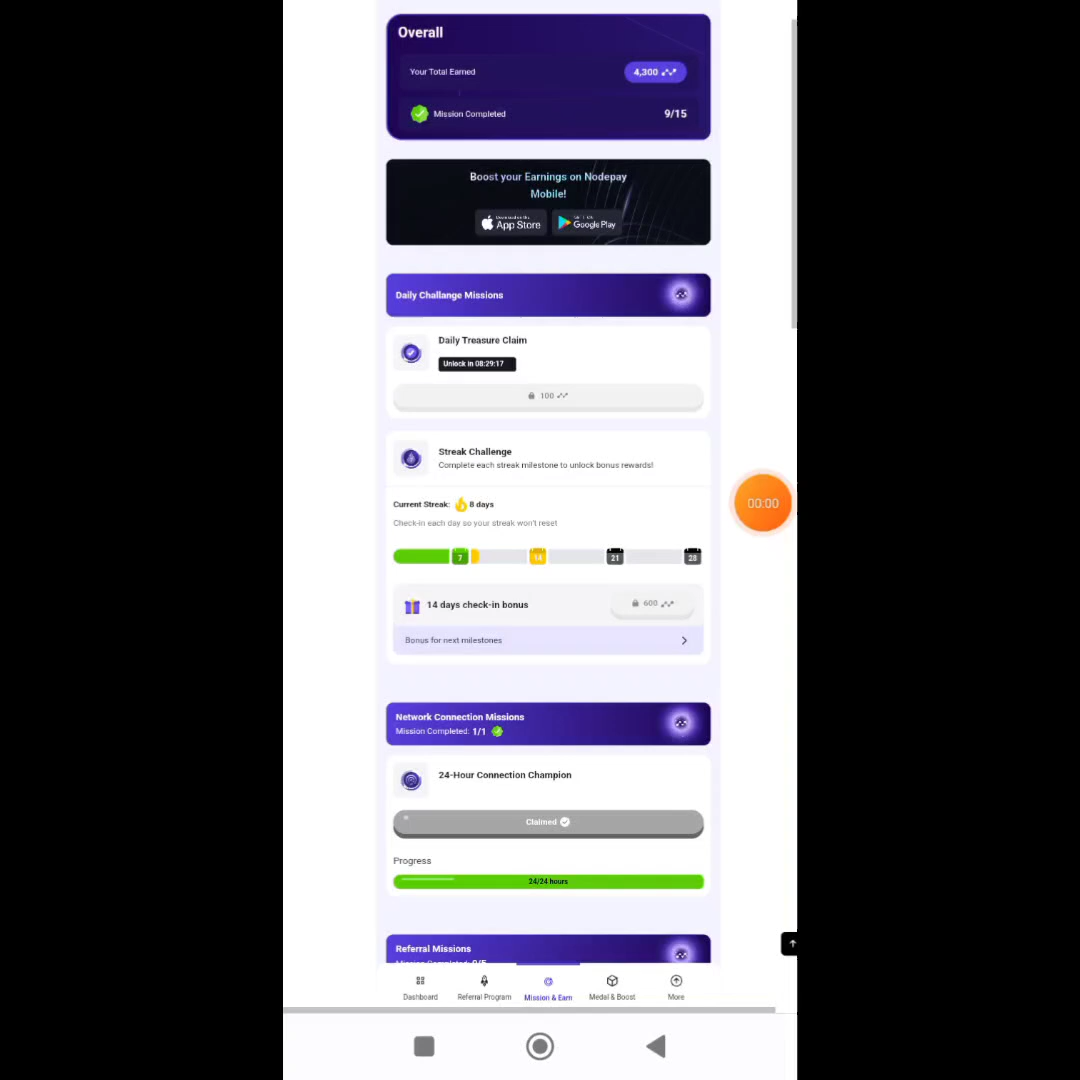 Overall
Your Total Earned
4,300
Mission Completed
9/15
Boost your Earnings on Nodepay
Mobile!
App Store
Google Play
Daily Challange Missions
Daily Treasure Claim
Unlock in 08:29:17
100
Streak Challenge
Complete each streak milestone to unlock bonus rewards!
Current Streak: 8 days
Check-in each day so your streak won't reset
7 14 21 28
14 days check-in bonus
600
Bonus for next milestones
00:00
Network Connection Missions
Mission Completed: 1/1
24-Hour Connection Champion
Claimed
Progress
24/24 hours
Referral Missions
Dashboard
Referral Program
Mission & Earn
Medal & Boost
More